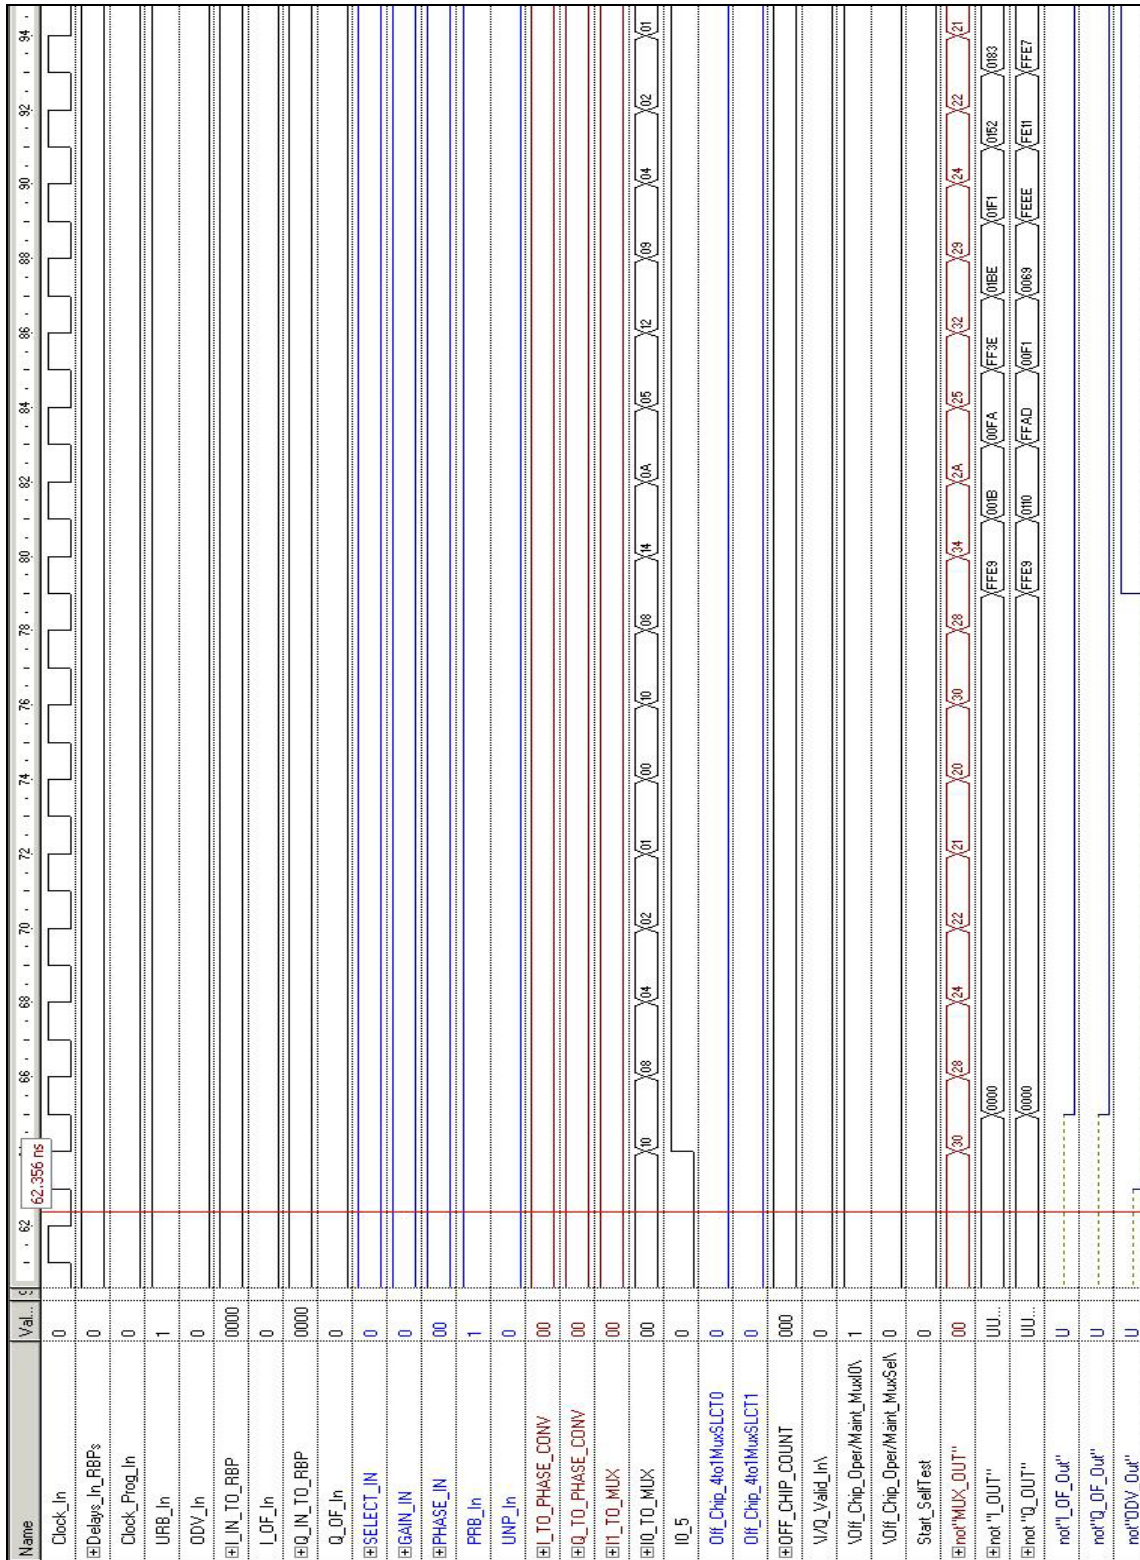 Name Val... S 62 66 68 70 72 74 76 78 80 82 84 86 88 90 92 94
62.356 ns
Clock_In 0
Delays_In_RBPs 0
Clock_Prog_In 0
URB_In 1
ODV_In 0
I_IN_TO_RBP 0000
I_OF_In 0
Q_IN_TO_RBP 0000
Q_OF_In 0
SELECT_IN 0
GAIN_IN 0
PHASE_IN 00
PRB_In 1
UNP_In 0
I_TO_PHASE_CONV 00
Q_TO_PHASE_CONV 00
I1_TO_MUX 00
I0_TO_MUX 00 10 08 04 02 01 00 10 08 14 0A 05 12 09 04 02 01
I0_5 0
Off_Chip_4to1MuxSLCT0 0
Off_Chip_4to1MuxSLCT1 0
OFF_CHIP_COUNT 000
\I/Q_Valid_In\ 0
\Off_Chip_Oper/Maint_MuxI0\ 1
\Off_Chip_Oper/Maint_MuxSel\ 0
Start_SelfTest 0
not"MUX_OUT" 00 30 28 24 22 21 20 30 28 34 2A 25 32 29 24 22 21
not "I_OUT" UU... 0000 FFE9 001B 00FA FF3E 01BE 01F1 0152 0183
not "Q_OUT" UU... 0000 FFE9 0110 FFAD 00F1 0069 FEEE FE11 FFE7
not"I_OF_Out" U
not"Q_OF_Out" U
not"ODV_Out" U